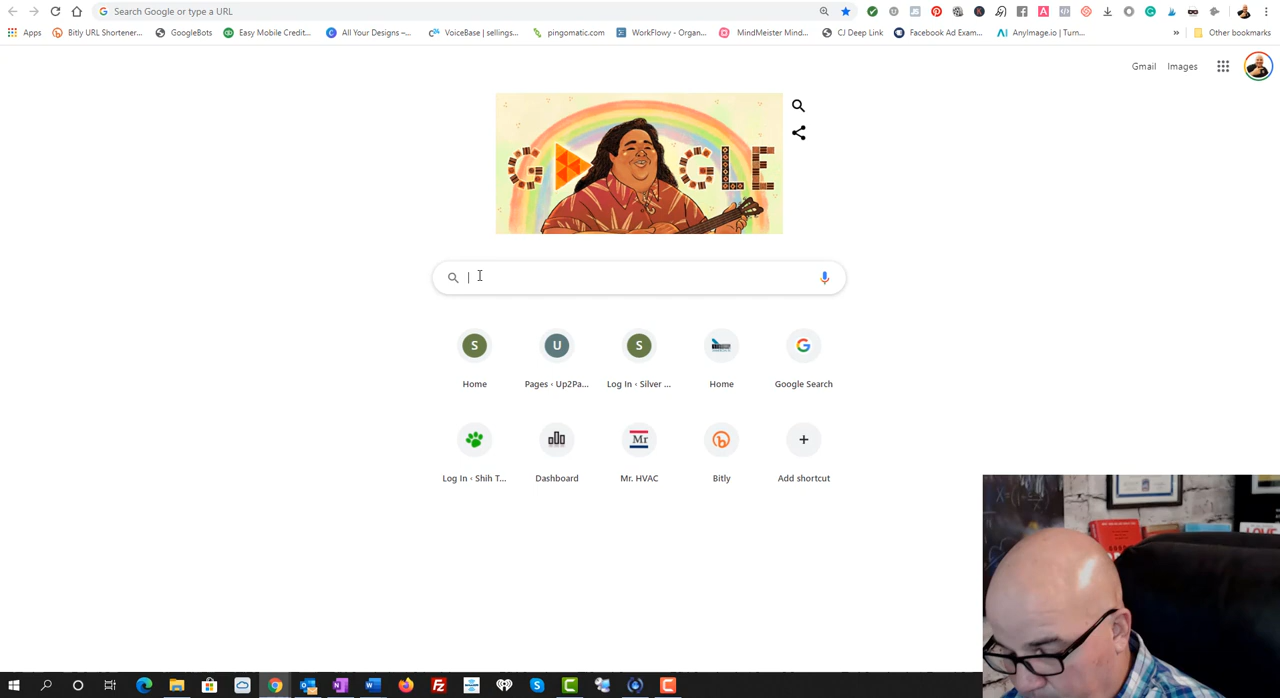 Search Google or type a URL
Apps
Bitly URL Shortener...
GoogleBots
Easy Mobile Credit...
All Your Designs –...
VoiceBase | sellings...
pingomatic.com
WorkFlowy - Organ...
MindMeister Mind...
CJ Deep Link
Facebook Ad Exam...
AnyImage.io | Turn...
»
Other bookmarks
Gmail Images
G GLE
S U S
Home Pages ‹ Up2Pa... Log In ‹ Silver ... Home Google Search
Mr
Log In ‹ Shih T... Dashboard Mr. HVAC Bitly Add shortcut